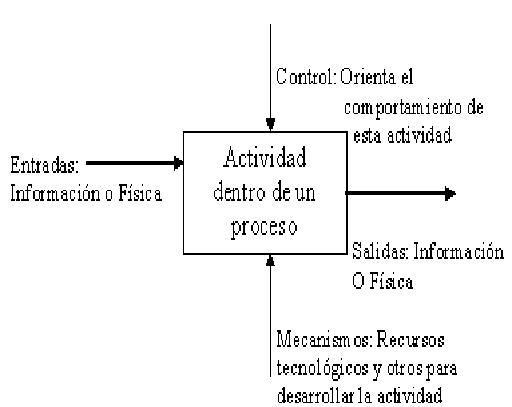 Control: Orienta el
comportamiento de
esta actividad
Entradas:
Información o Física
Actividad
dentro de un
proceso
Salidas: Información
O Física
Mecanismos: Recursos
tecnológicos y otros para
desarrollar la actividad